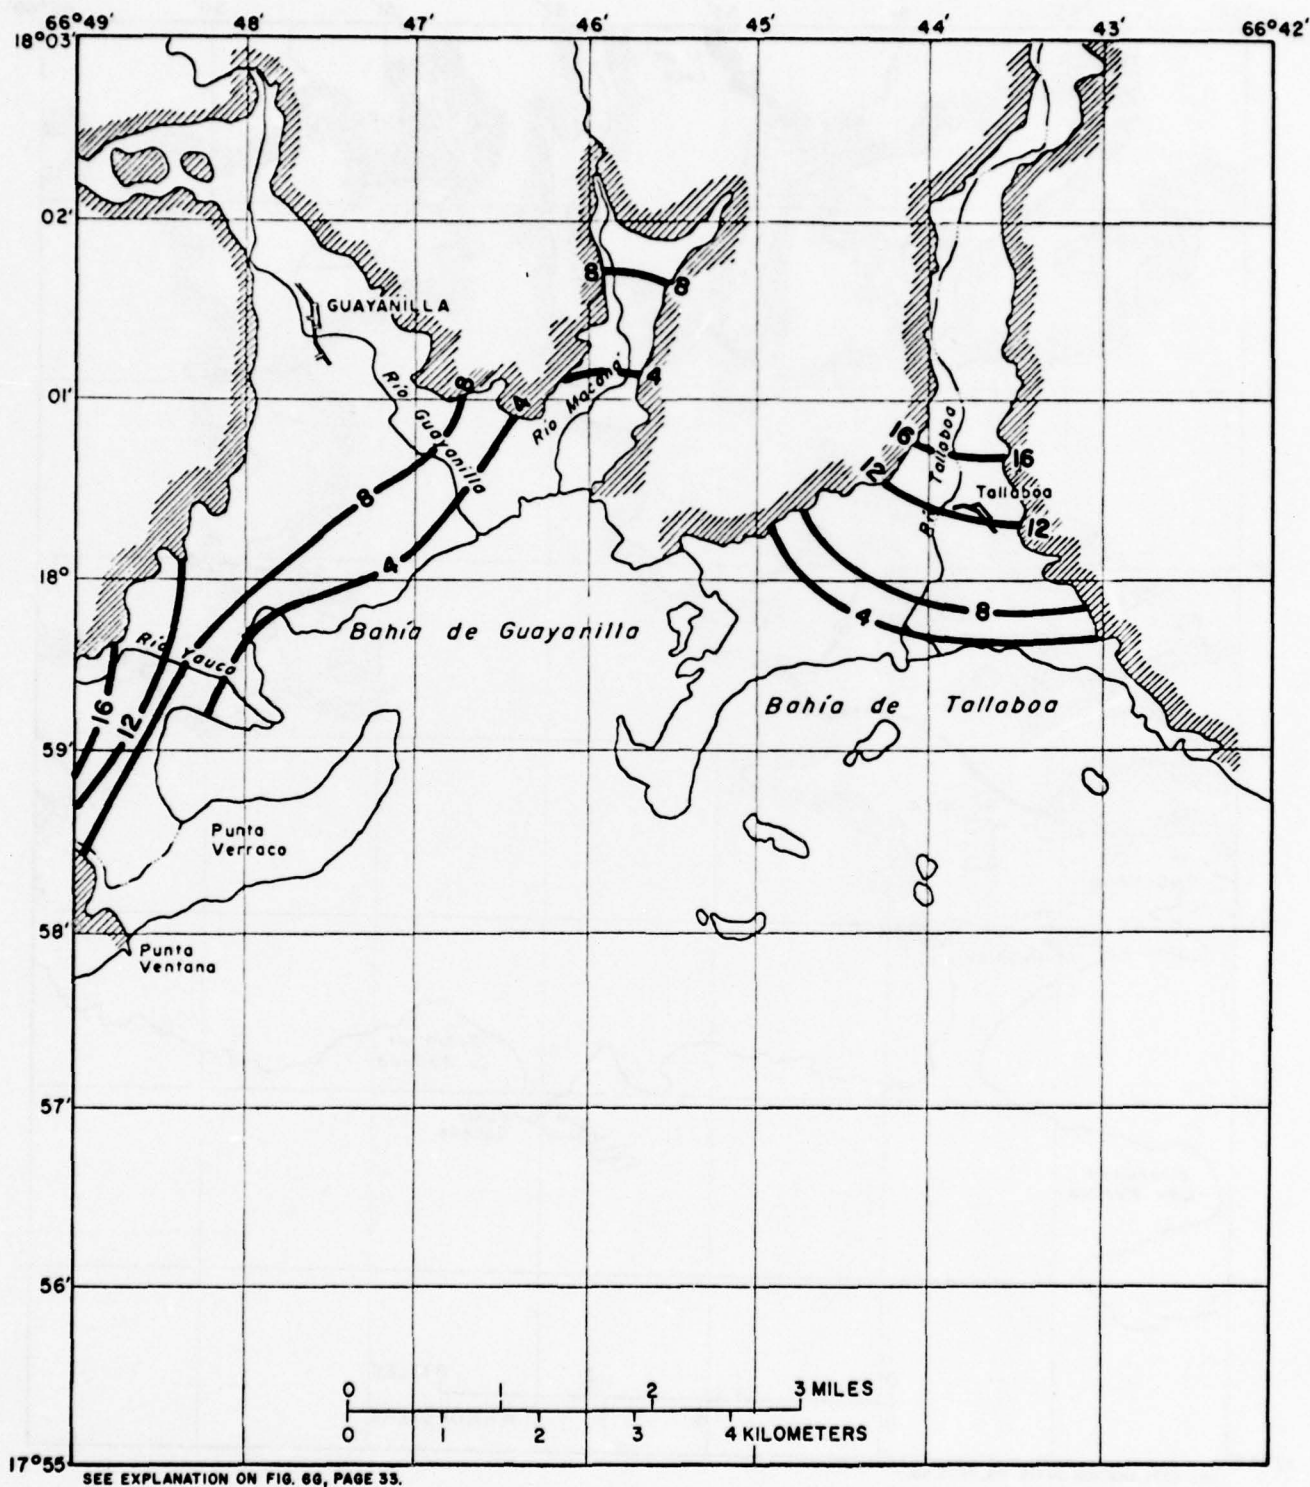 66°49' 48' 47' 46' 45' 44' 43' 66°42'
18°03'
02'
8 8
GUAYANILLA
8 4 4
Río Guayanilla
Río Macaná
01'
16 Río Tallaboa 16
12 Tallaboa
12
8
4
18°
8
4
Río Yauco
Bahía de Guayanilla
16 12
Bahía de Tallaboa
59'
Punta
Verraco
58'
Punta
Ventana
57'
56'
0 1 2 3 MILES
0 1 2 3 4 KILOMETERS
17°55'
SEE EXPLANATION ON FIG. 6G, PAGE 33.